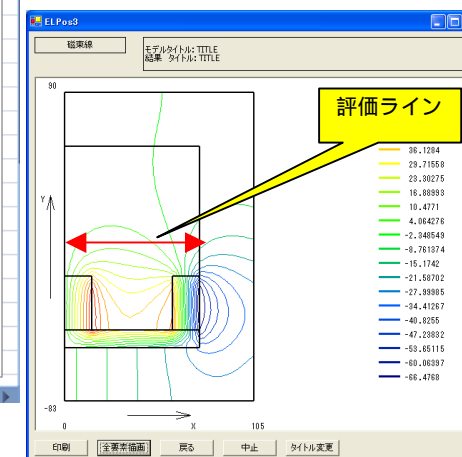 ELPos3
磁束線
モデルタイトル: TITLE
結果 タイトル: TITLE
評価ライン
90
Y
-83
0
X
105
36.1284
29.71558
23.30275
16.88993
10.4771
4.064276
-2.348549
-8.761374
-15.1742
-21.58702
-27.99985
-34.41267
-40.8255
-47.23832
-53.65115
-60.06397
-66.4768
印刷
全要素描画
戻る
中止
タイトル変更